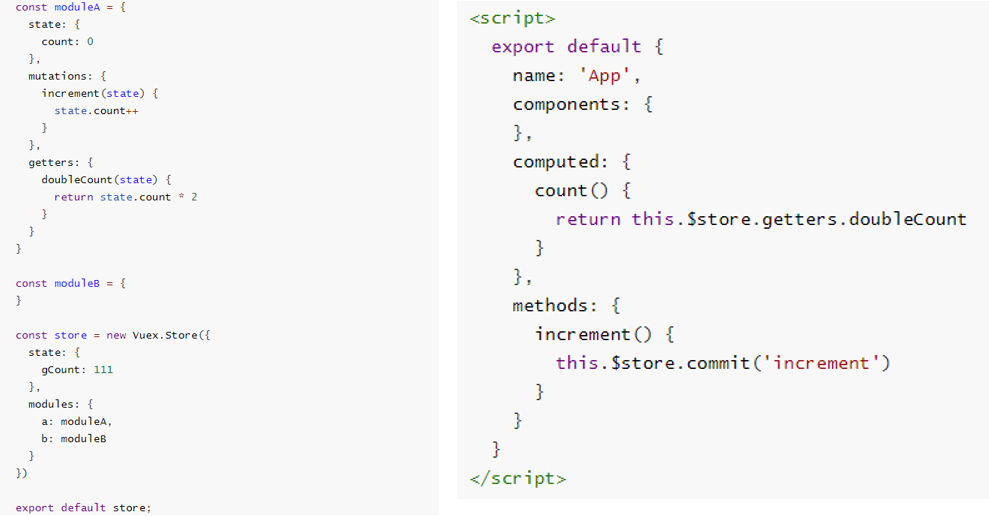 const moduleA = {
  state: {
    count: 0
  },
  mutations: {
    increment(state) {
      state.count++
    }
  },
  getters: {
    doubleCount(state) {
      return state.count * 2
    }
  }
}

const moduleB = {
}

const store = new Vuex.Store({
  state: {
    gCount: 111
  },
  modules: {
    a: moduleA,
    b: moduleB
  }
})

export default store;
<script>
  export default {
    name: 'App',
    components: {
    },
    computed: {
      count() {
        return this.$store.getters.doubleCount
      }
    },
    methods: {
      increment() {
        this.$store.commit('increment')
      }
    }
  }
</script>